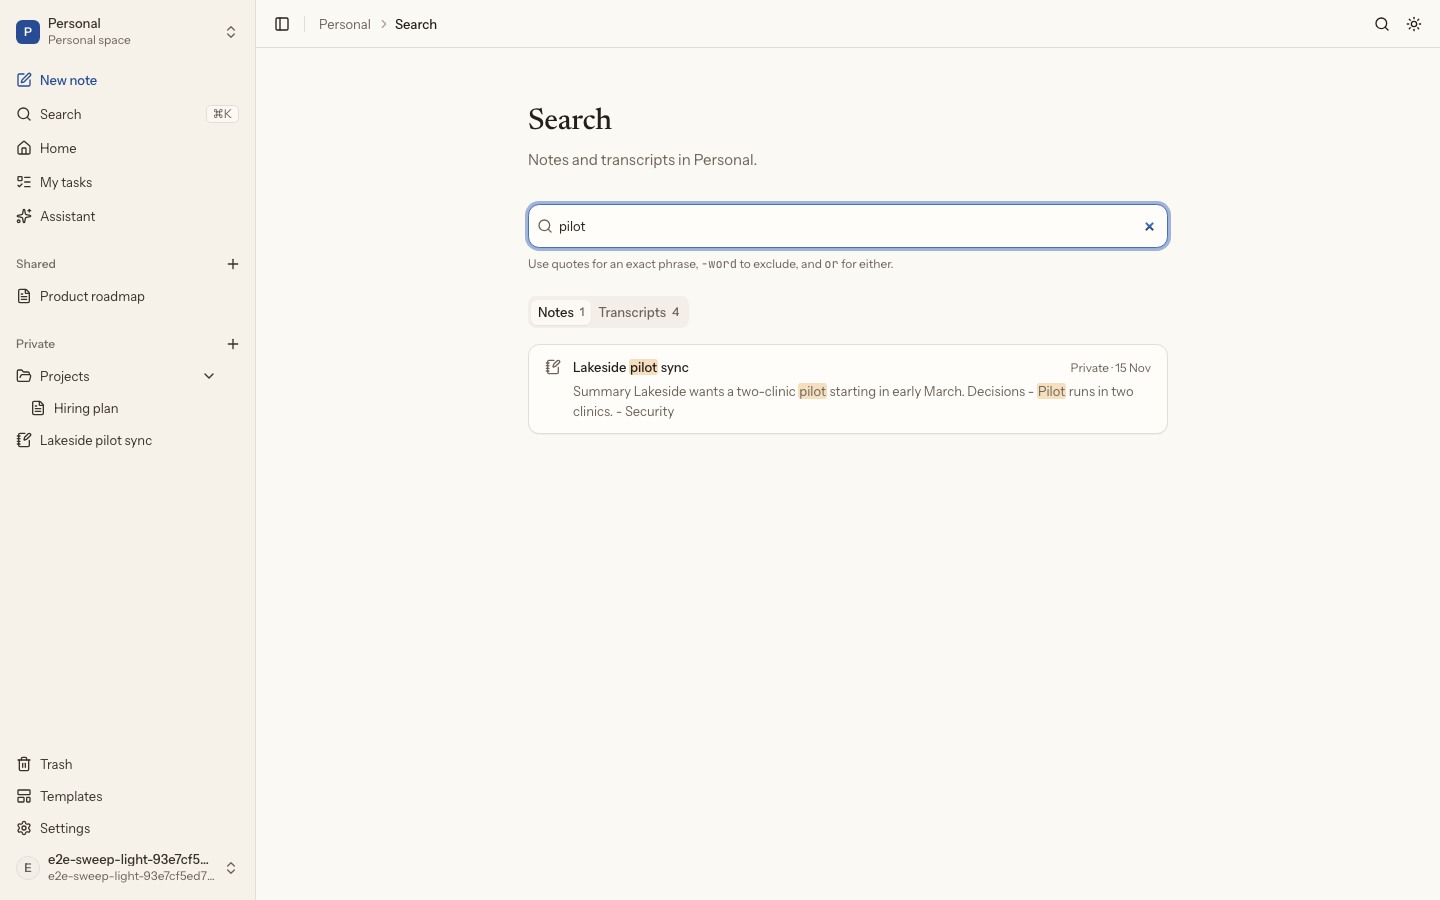 P
Personal
Personal space
New note
Search ⌘K
Home
My tasks
Assistant
Shared
Product roadmap
Private
Projects
Hiring plan
Lakeside pilot sync
Trash
Templates
Settings
E
e2e-sweep-light-93e7cf5...
e2e-sweep-light-93e7cf5ed7...
Personal > Search
Search
Notes and transcripts in Personal.
pilot
Use quotes for an exact phrase, -word to exclude, and or for either.
Notes 1 Transcripts 4
Lakeside pilot sync Private · 15 Nov
Summary Lakeside wants a two-clinic pilot starting in early March. Decisions - Pilot runs in two
clinics. - Security